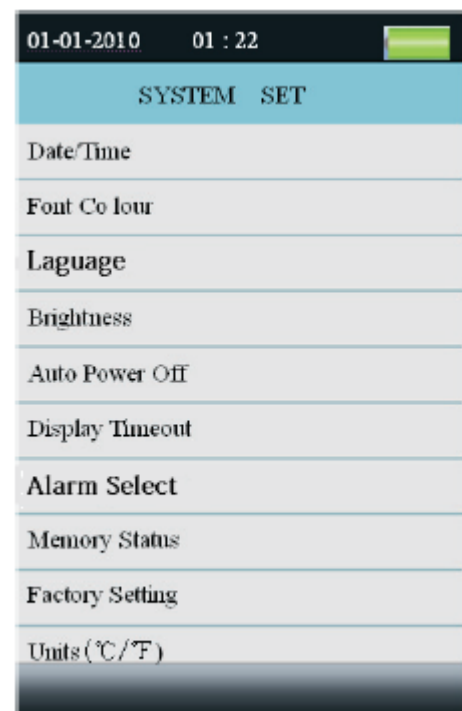 01-01-2010 01 : 22
SYSTEM SET
Date/Time
Font Co lour
Laguage
Brightness
Auto Power Off
Display Timeout
Alarm Select
Memory Status
Factory Setting
Units (℃/℉)